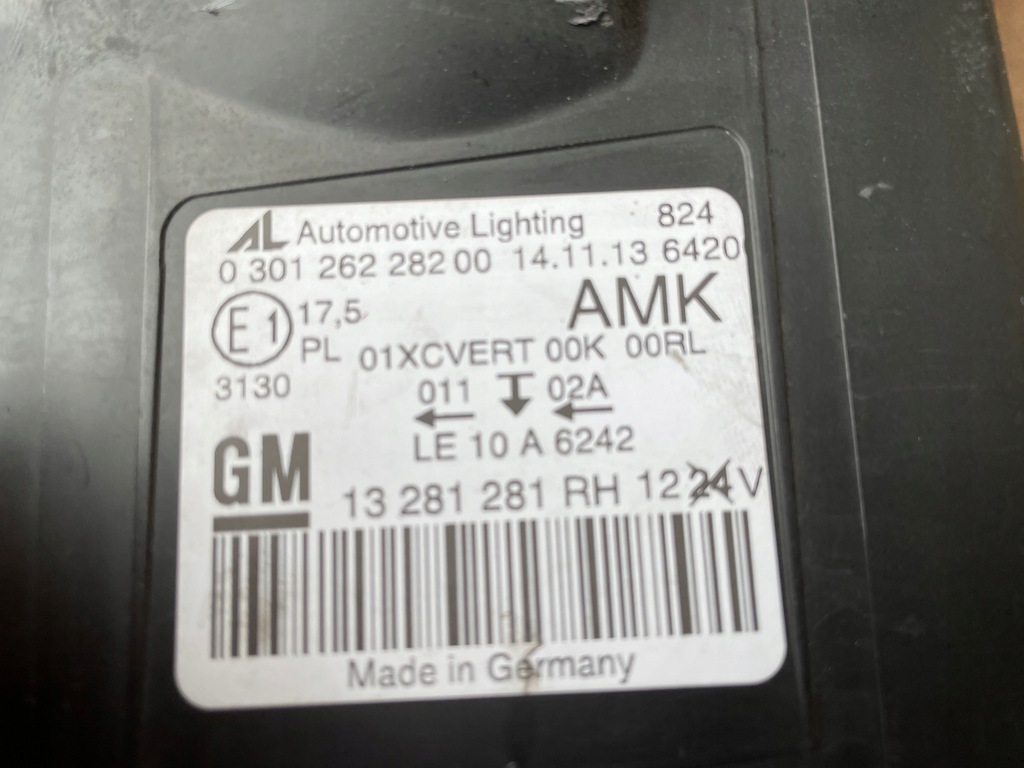 AL Automotive Lighting 824
0 301 262 282 00 14.11.13 6420
E1 17,5 AMK
PL 01XCVERT 00K 00RL
3130 011 02A
LE 10 A 6242
GM 13 281 281 RH 12 24 V
Made in Germany